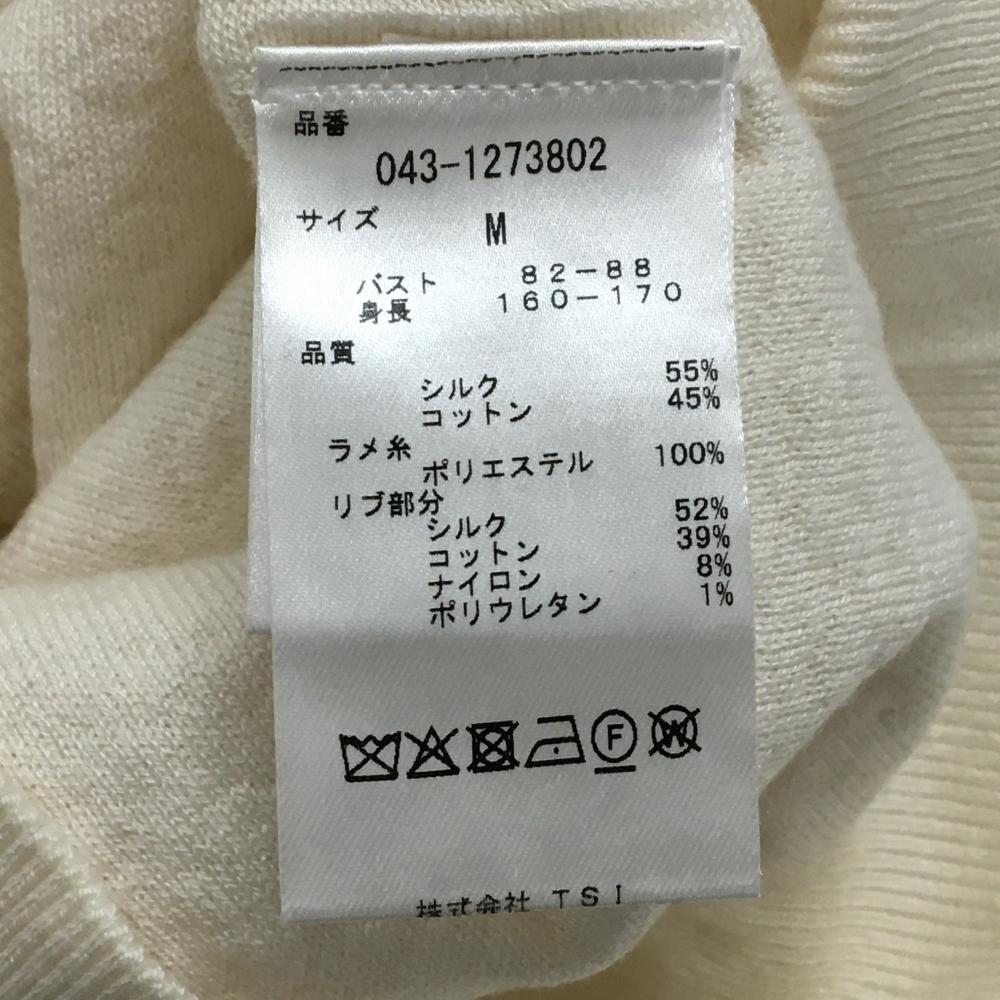 品番
043-1273802
サイズ M
バスト 82-88
身長 160-170
品質
シルク 55%
コットン 45%
ラメ糸
ポリエステル 100%
リブ部分
シルク 52%
コットン 39%
ナイロン 8%
ポリウレタン 1%
F W
株式会社 TSI